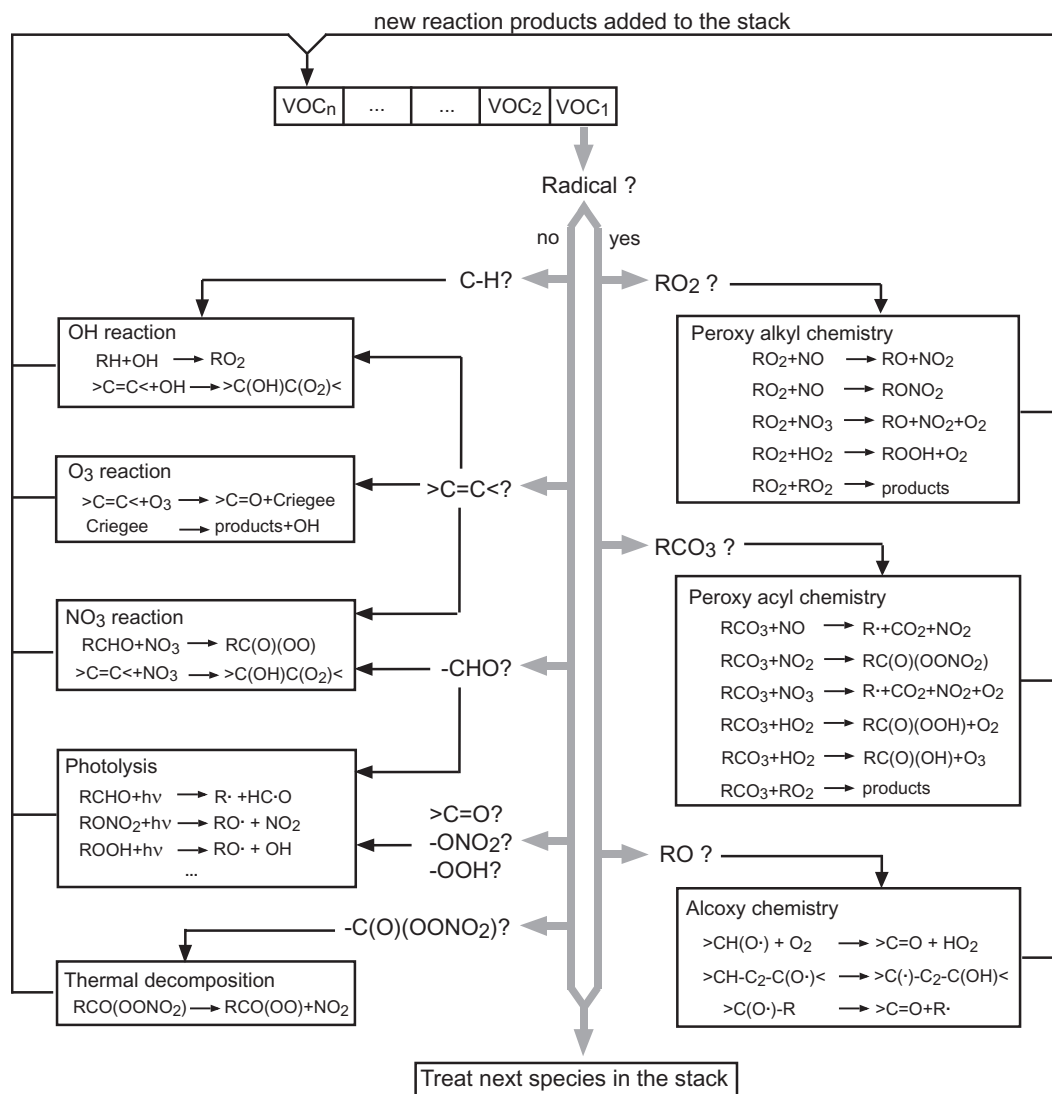 new reaction products added to the stack
VOCn ... ... VOC2 VOC1
Radical ?
no yes
C-H?
OH reaction
RH+OH → RO2
>C=C<+OH → >C(OH)C(O2)<
O3 reaction
>C=C<+O3 → >C=O+Criegee
Criegee → products+OH
>C=C<?
NO3 reaction
RCHO+NO3 → RC(O)(OO)
>C=C<+NO3 → >C(OH)C(O2)<
-CHO?
Photolysis
RCHO+hν → R· +HC·O
RONO2+hν → RO· + NO2
ROOH+hν → RO· + OH
...
>C=O?
-ONO2?
-OOH?
-C(O)(OONO2)?
Thermal decomposition
RCO(OONO2) → RCO(OO)+NO2
RO2 ?
Peroxy alkyl chemistry
RO2+NO → RO+NO2
RO2+NO → RONO2
RO2+NO3 → RO+NO2+O2
RO2+HO2 → ROOH+O2
RO2+RO2 → products
RCO3 ?
Peroxy acyl chemistry
RCO3+NO → R·+CO2+NO2
RCO3+NO2 → RC(O)(OONO2)
RCO3+NO3 → R·+CO2+NO2+O2
RCO3+HO2 → RC(O)(OOH)+O2
RCO3+HO2 → RC(O)(OH)+O3
RCO3+RO2 → products
RO ?
Alcoxy chemistry
>CH(O·) + O2 → >C=O + HO2
>CH-C2-C(O·)< → >C(·)-C2-C(OH)<
>C(O·)-R → >C=O+R·
Treat next species in the stack